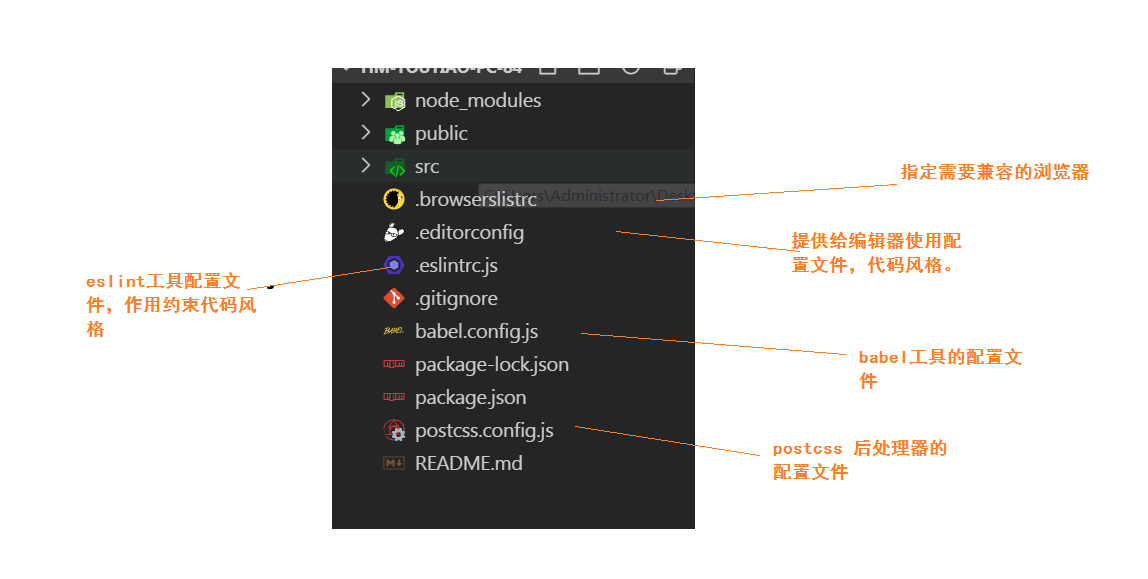 node_modules
public
src
.browserslistrc
指定需要兼容的浏览器
.editorconfig
提供给编辑器使用配
置文件，代码风格。
.eslintrc.js
eslint工具配置文
件，作用约束代码风
格
.gitignore
babel.config.js
babel工具的配置文
件
package-lock.json
package.json
postcss.config.js
postcss 后处理器的
配置文件
README.md